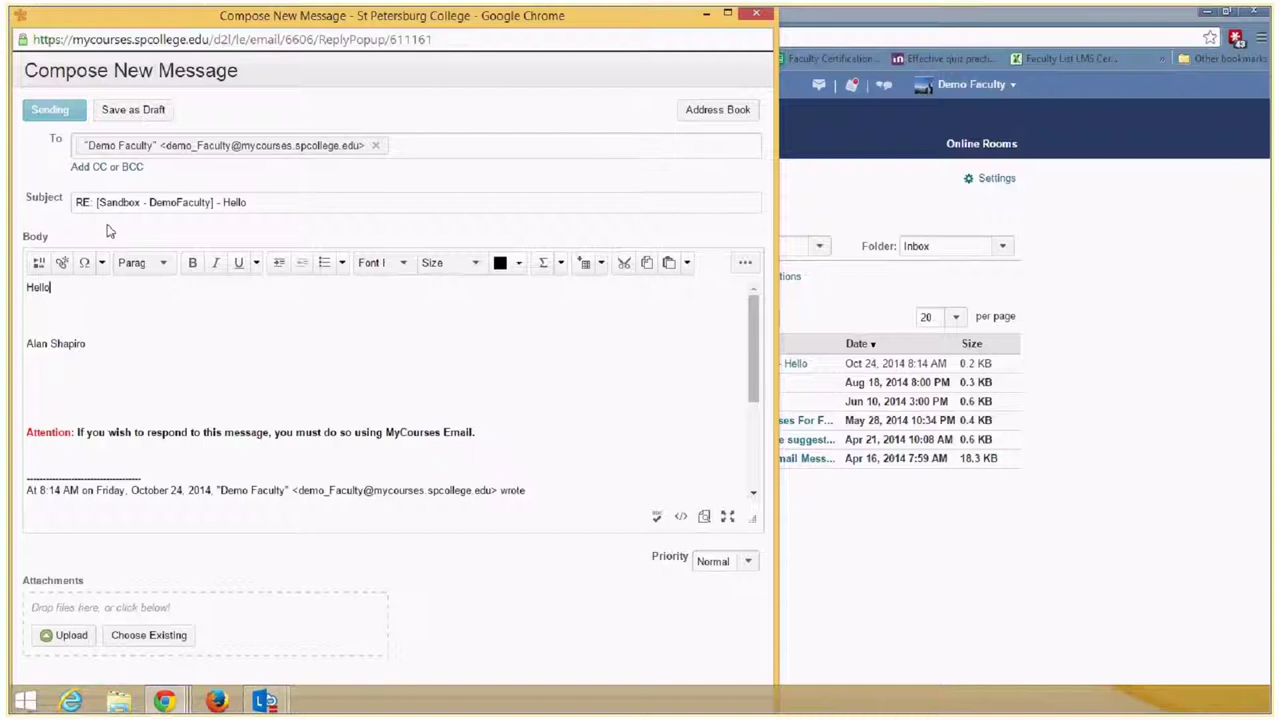 Compose New Message - St Petersburg College - Google Chrome
https://mycourses.spcollege.edu/d2l/le/email/6606/ReplyPopup/611161
Compose New Message
Sending
Save as Draft
Address Book
To
"Demo Faculty" <demo_Faculty@mycourses.spcollege.edu>
Add CC or BCC
Subject
RE: [Sandbox - DemoFaculty] - Hello
Body
Parag
B I U
Font I
Size
Hello
Alan Shapiro
Attention: If you wish to respond to this message, you must do so using MyCourses Email.
------------------------------------
At 8:14 AM on Friday, October 24, 2014, "Demo Faculty" <demo_Faculty@mycourses.spcollege.edu> wrote
Priority
Normal
Attachments
Drop files here, or click below!
Upload
Choose Existing
43
Faculty Certification...
Effective quiz practi...
Faculty List LMS Cer...
»
Other bookmarks
Demo Faculty
Online Rooms
Settings
Folder:
Inbox
tions
20
per page
Date
Size
- Hello
Oct 24, 2014 8:14 AM
0.2 KB
Aug 18, 2014 8:00 PM
0.3 KB
Jun 10, 2014 3:00 PM
0.6 KB
ses For F...
May 28, 2014 10:34 PM
0.4 KB
e suggest...
Apr 21, 2014 10:08 AM
0.6 KB
mail Mess...
Apr 16, 2014 7:59 AM
18.3 KB